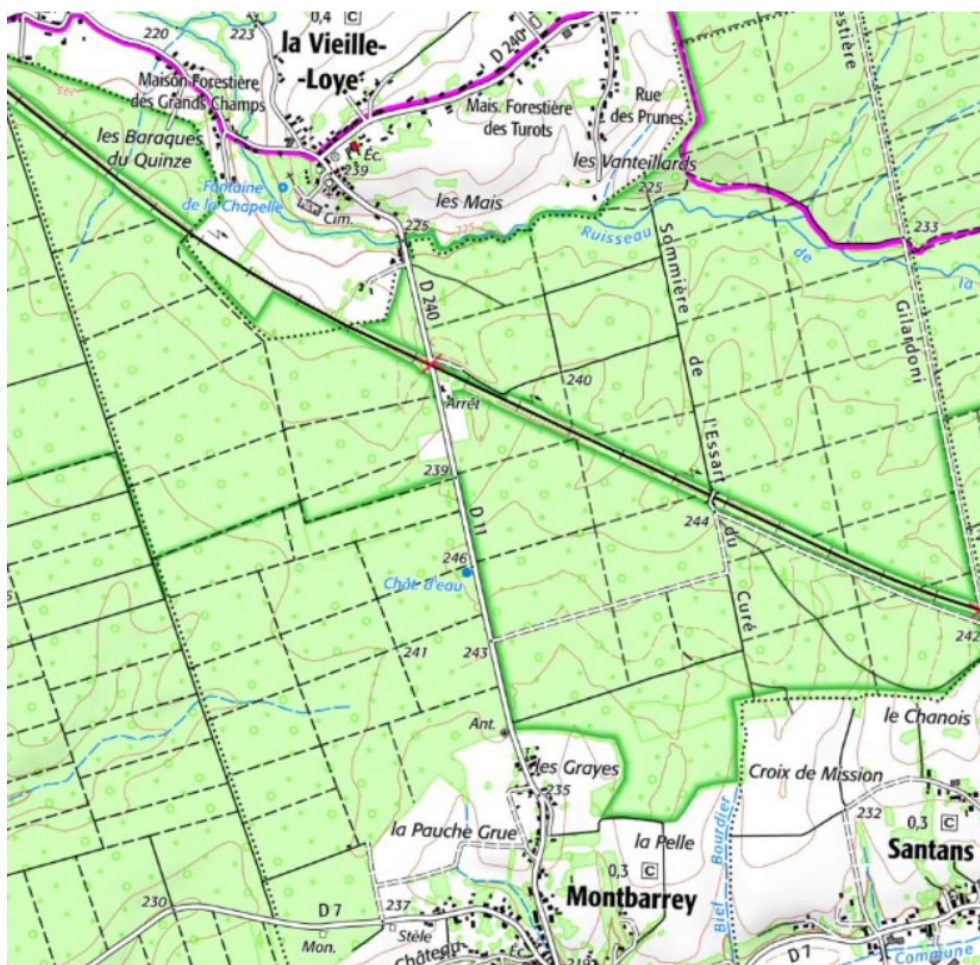 220
223
0,4 C
la Vieille-
-Loye
D 240
Maison Forestière
des Grands Champs
Mais. Forestière
des Turots
Rue
des Prunes
les Baraques
du Quinze
Éc.
239
les Vanteillards
225
Fontaine
de la Chapelle
Cim.
les Mais
225
225
Ruisseau
de
la
233
Sommière
de
l'Essart
du
Curé
Gilardoni
D 240
240
Arrêt
239
D 11
244
246
Chât. d'eau
241
243
242
Ant.
le Chanois
les Grayes
235
Croix de Mission
la Pauche Grue
la Pelle
Bief Bourdier
232
0,3 C
Santans
0,3 C
Montbarrey
230
D 7
237
Mon.
Stèle
Château-
Éc.
D 7
Commune